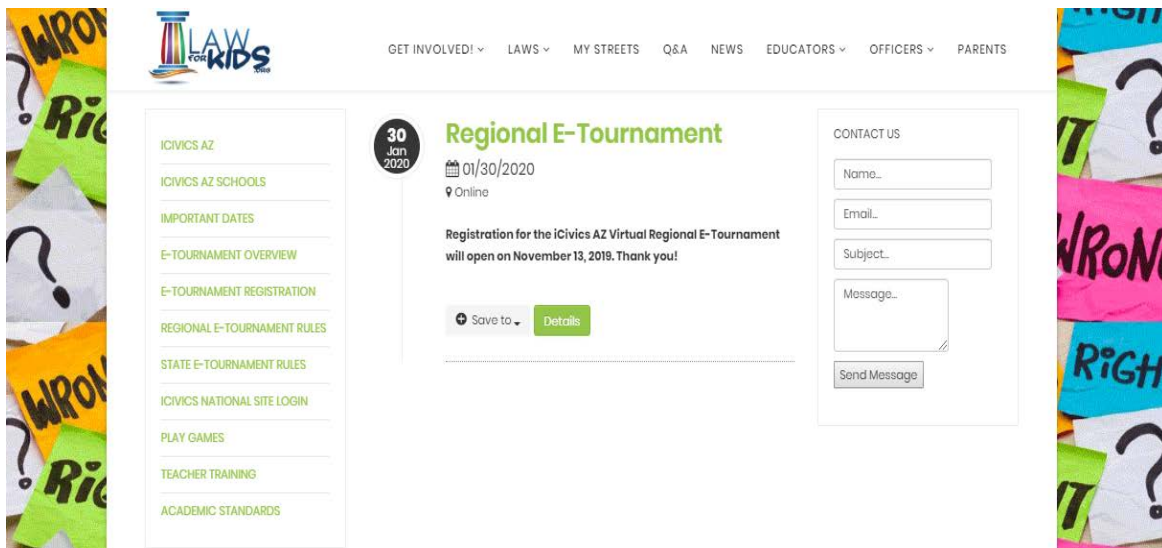 LAW
FOR KIDS
.ORG
GET INVOLVED! LAWS MY STREETS Q&A NEWS EDUCATORS OFFICERS PARENTS
ICIVICS AZ
ICIVICS AZ SCHOOLS
IMPORTANT DATES
E-TOURNAMENT OVERVIEW
E-TOURNAMENT REGISTRATION
REGIONAL E-TOURNAMENT RULES
STATE E-TOURNAMENT RULES
ICIVICS NATIONAL SITE LOGIN
PLAY GAMES
TEACHER TRAINING
ACADEMIC STANDARDS
30
Jan
2020
Regional E-Tournament
01/30/2020
Online
Registration for the iCivics AZ Virtual Regional E-Tournament
will open on November 13, 2019. Thank you!
Save to Details
CONTACT US
Name...
Email...
Subject...
Message...
Send Message
WRONG
RIGH